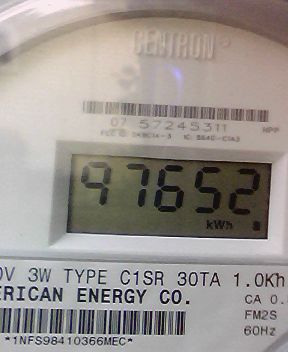 CENTRON®
07 57245311 HPP
97652
kWh
0V 3W TYPE C1SR 30TA 1.0Kh
ERICAN ENERGY CO.
CA 0.
FM2S
60Hz
*1NFS98410366MEC*